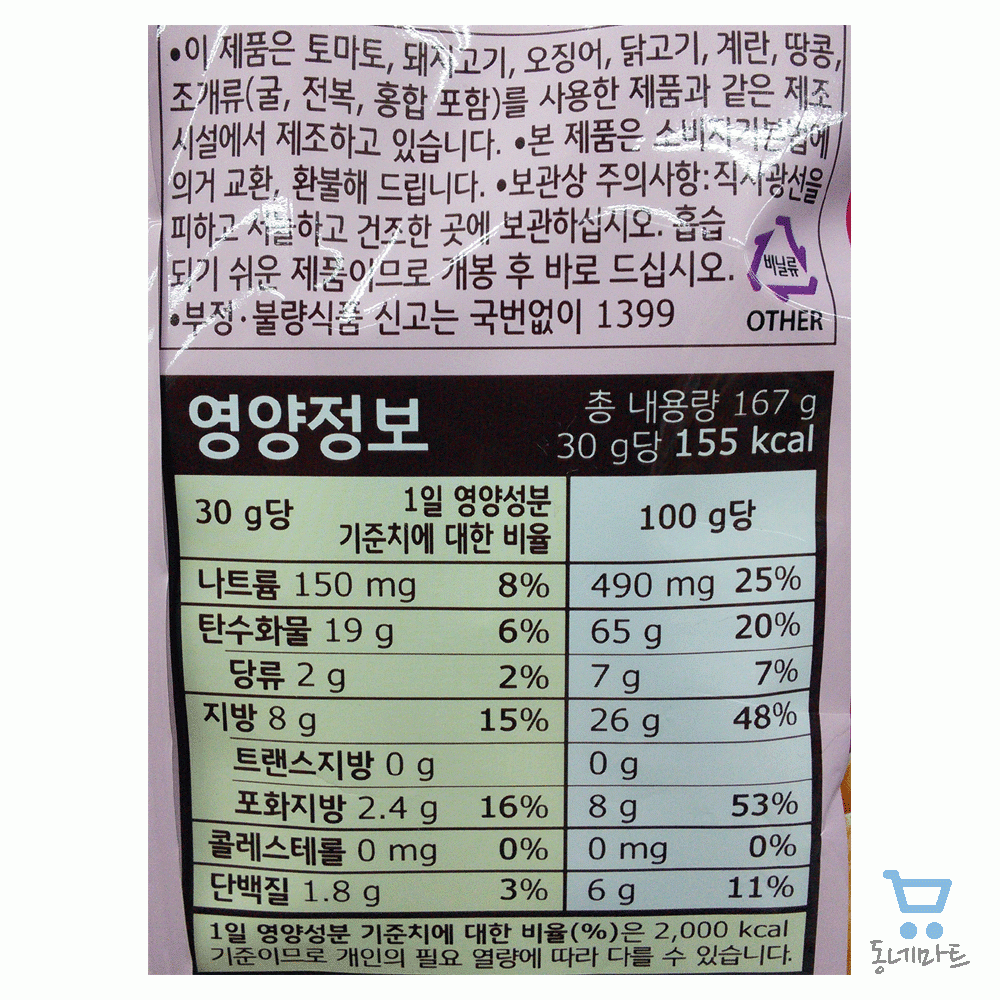 •이 제품은 토마토, 돼지고기, 오징어, 닭고기, 계란, 땅콩,
조개류(굴, 전복, 홍합 포함)를 사용한 제품과 같은 제조
시설에서 제조하고 있습니다. •본 제품은 소비자기본법에
의거 교환, 환불해 드립니다. •보관상 주의사항:직사광선을
피하고 서늘하고 건조한 곳에 보관하십시오. 흡습
되기 쉬운 제품이므로 개봉 후 바로 드십시오.
비닐류
•부정·불량식품 신고는 국번없이 1399
OTHER
영양정보
총 내용량 167 g
30 g당 155 kcal
30 g당 1일 영양성분 기준치에 대한 비율 100 g당
나트륨 150 mg 8% 490 mg 25%
탄수화물 19 g 6% 65 g 20%
당류 2 g 2% 7 g 7%
지방 8 g 15% 26 g 48%
트랜스지방 0 g 0 g
포화지방 2.4 g 16% 8 g 53%
콜레스테롤 0 mg 0% 0 mg 0%
단백질 1.8 g 3% 6 g 11%
1일 영양성분 기준치에 대한 비율(%)은 2,000 kcal
기준이므로 개인의 필요 열량에 따라 다를 수 있습니다.
동네마트